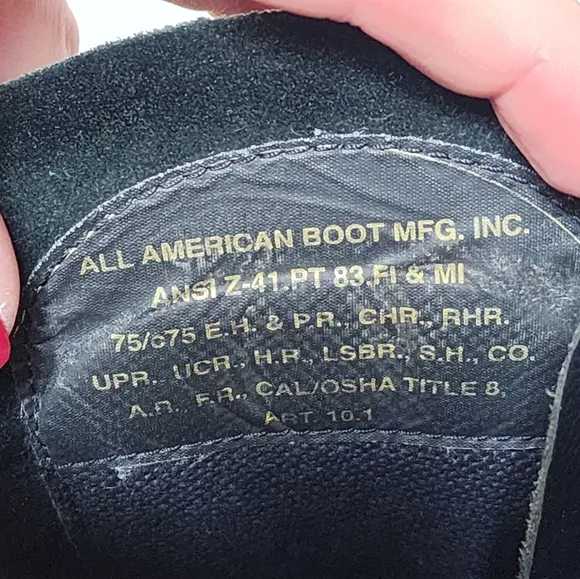 ALL AMERICAN BOOT MFG. INC.
ANSI Z-41.PT 83.FI & MI
75/c75 E.H. & P.R., CHR., RHR.
UPR., UCR., H.R., LSBR., S.H., CO.
A.R., F.R., CAL/OSHA TITLE 8,
ART 10.1